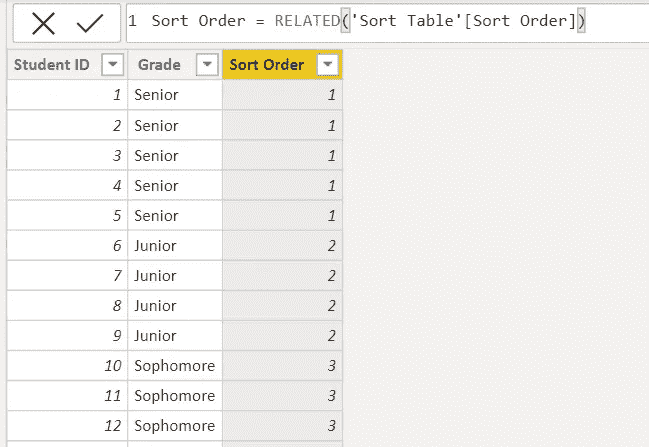 1 Sort Order = RELATED('Sort Table'[Sort Order])
Student ID Grade Sort Order
1 Senior 1
2 Senior 1
3 Senior 1
4 Senior 1
5 Senior 1
6 Junior 2
7 Junior 2
8 Junior 2
9 Junior 2
10 Sophomore 3
11 Sophomore 3
12 Sophomore 3